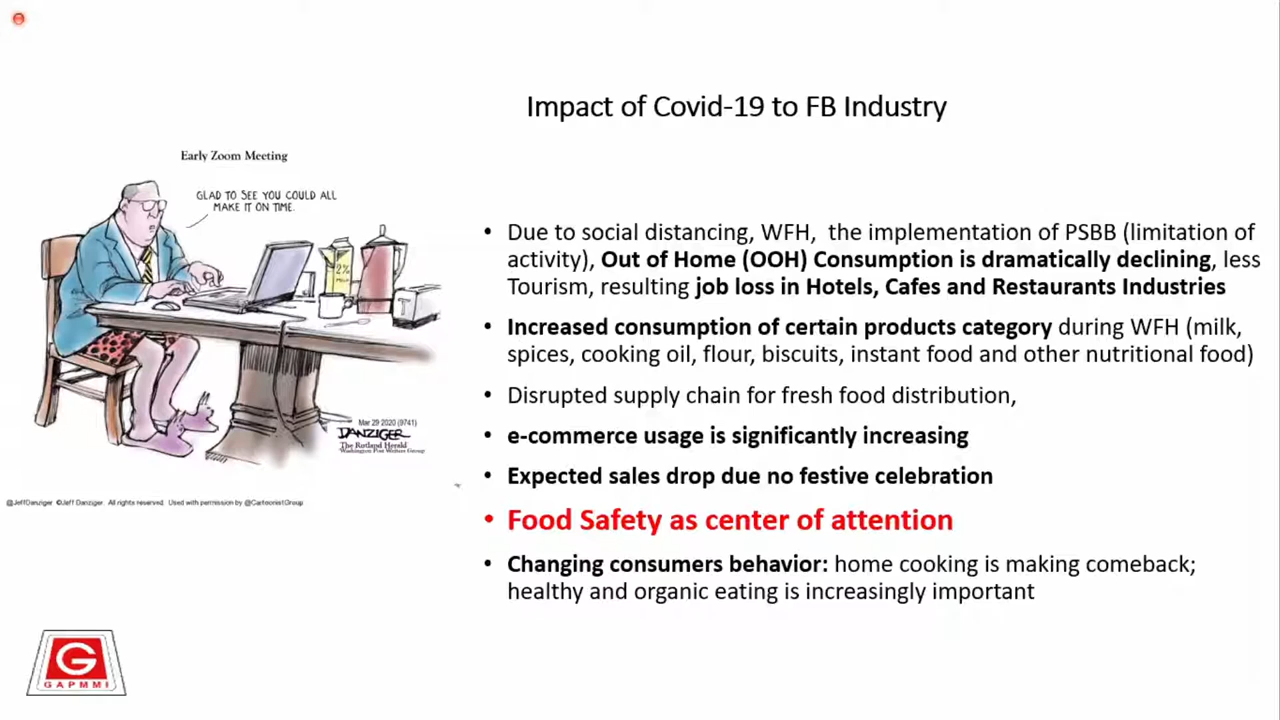 Impact of Covid-19 to FB Industry
Early Zoom Meeting
GLAD TO SEE YOU COULD ALL
MAKE IT ON TIME.
2%
Mar 29 2020 (9741)
DANZIGER
The Rutland Herald
Washington Post Writers Group
@JeffDanziger ©Jeff Danziger. All rights reserved. Used with permission by @CartoonistGroup
• Due to social distancing, WFH, the implementation of PSBB (limitation of
activity), Out of Home (OOH) Consumption is dramatically declining, less
Tourism, resulting job loss in Hotels, Cafes and Restaurants Industries
• Increased consumption of certain products category during WFH (milk,
spices, cooking oil, flour, biscuits, instant food and other nutritional food)
• Disrupted supply chain for fresh food distribution,
• e-commerce usage is significantly increasing
• Expected sales drop due no festive celebration
• Food Safety as center of attention
• Changing consumers behavior: home cooking is making comeback;
healthy and organic eating is increasingly important
G
GAPMMI